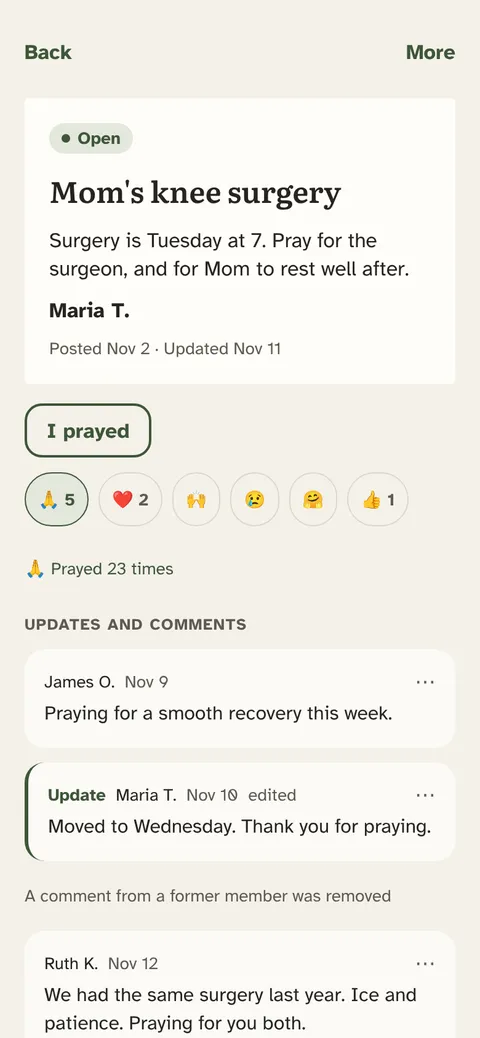 Back
More
Open
Mom's knee surgery
Surgery is Tuesday at 7. Pray for the
surgeon, and for Mom to rest well after.
Maria T.
Posted Nov 2 · Updated Nov 11
I prayed
🙏 5
❤️ 2
🙌
😢
🤗
👍 1
🙏 Prayed 23 times
UPDATES AND COMMENTS
James O. Nov 9 ···
Praying for a smooth recovery this week.
Update Maria T. Nov 10 edited ···
Moved to Wednesday. Thank you for praying.
A comment from a former member was removed
Ruth K. Nov 12 ···
We had the same surgery last year. Ice and
patience. Praying for you both.